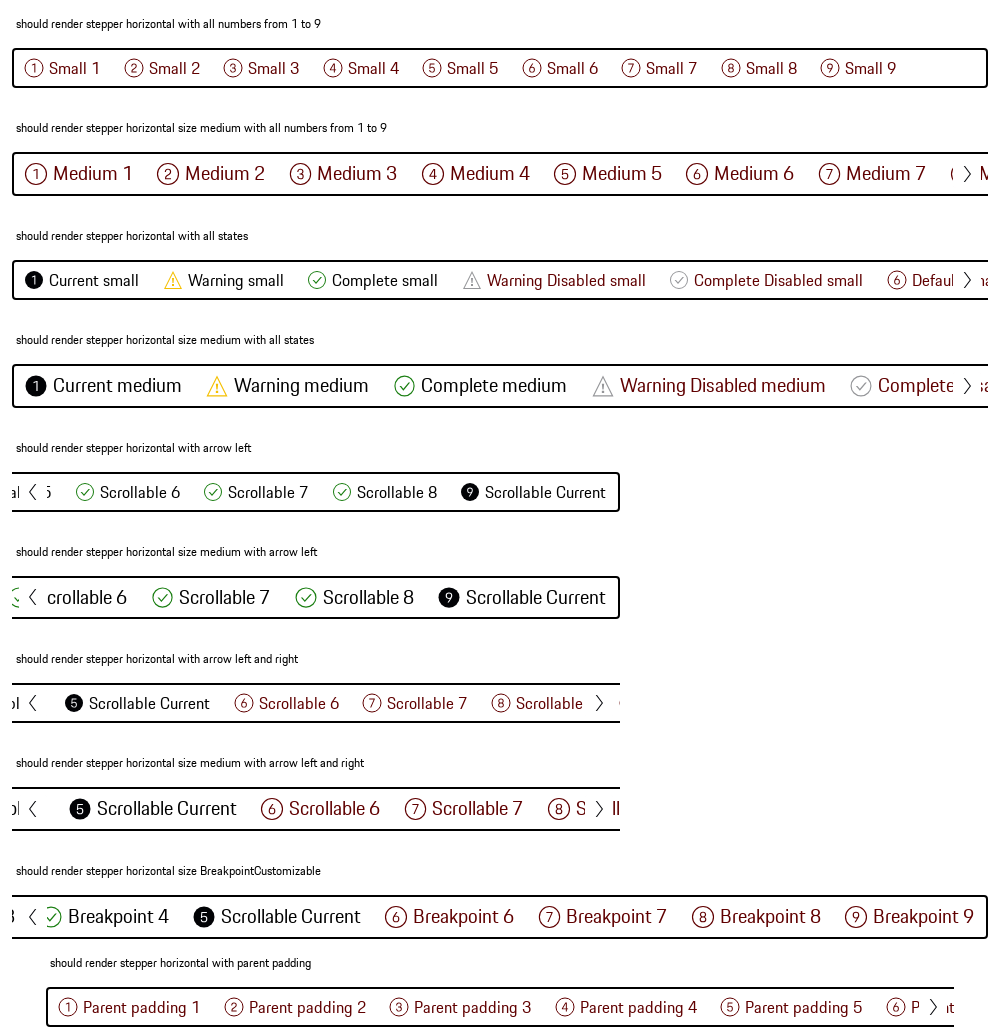 should render stepper horizontal with all numbers from 1 to 9
1 Small 1 2 Small 2 3 Small 3 4 Small 4 5 Small 5 6 Small 6 7 Small 7 8 Small 8 9 Small 9
should render stepper horizontal size medium with all numbers from 1 to 9
1 Medium 1 2 Medium 2 3 Medium 3 4 Medium 4 5 Medium 5 6 Medium 6 7 Medium 7
should render stepper horizontal with all states
1 Current small Warning small Complete small Warning Disabled small Complete Disabled small 6
should render stepper horizontal size medium with all states
1 Current medium Warning medium Complete medium Warning Disabled medium Complete
should render stepper horizontal with arrow left
5 Scrollable 6 Scrollable 7 Scrollable 8 9 Scrollable Current
should render stepper horizontal size medium with arrow left
crollable 6 Scrollable 7 Scrollable 8 9 Scrollable Current
should render stepper horizontal with arrow left and right
5 Scrollable Current 6 Scrollable 6 7 Scrollable 7 8 Scrollable
should render stepper horizontal size medium with arrow left and right
5 Scrollable Current 6 Scrollable 6 7 Scrollable 7 8
should render stepper horizontal size BreakpointCustomizable
Breakpoint 4 5 Scrollable Current 6 Breakpoint 6 7 Breakpoint 7 8 Breakpoint 8 9 Breakpoint 9
should render stepper horizontal with parent padding
1 Parent padding 1 2 Parent padding 2 3 Parent padding 3 4 Parent padding 4 5 Parent padding 5 6